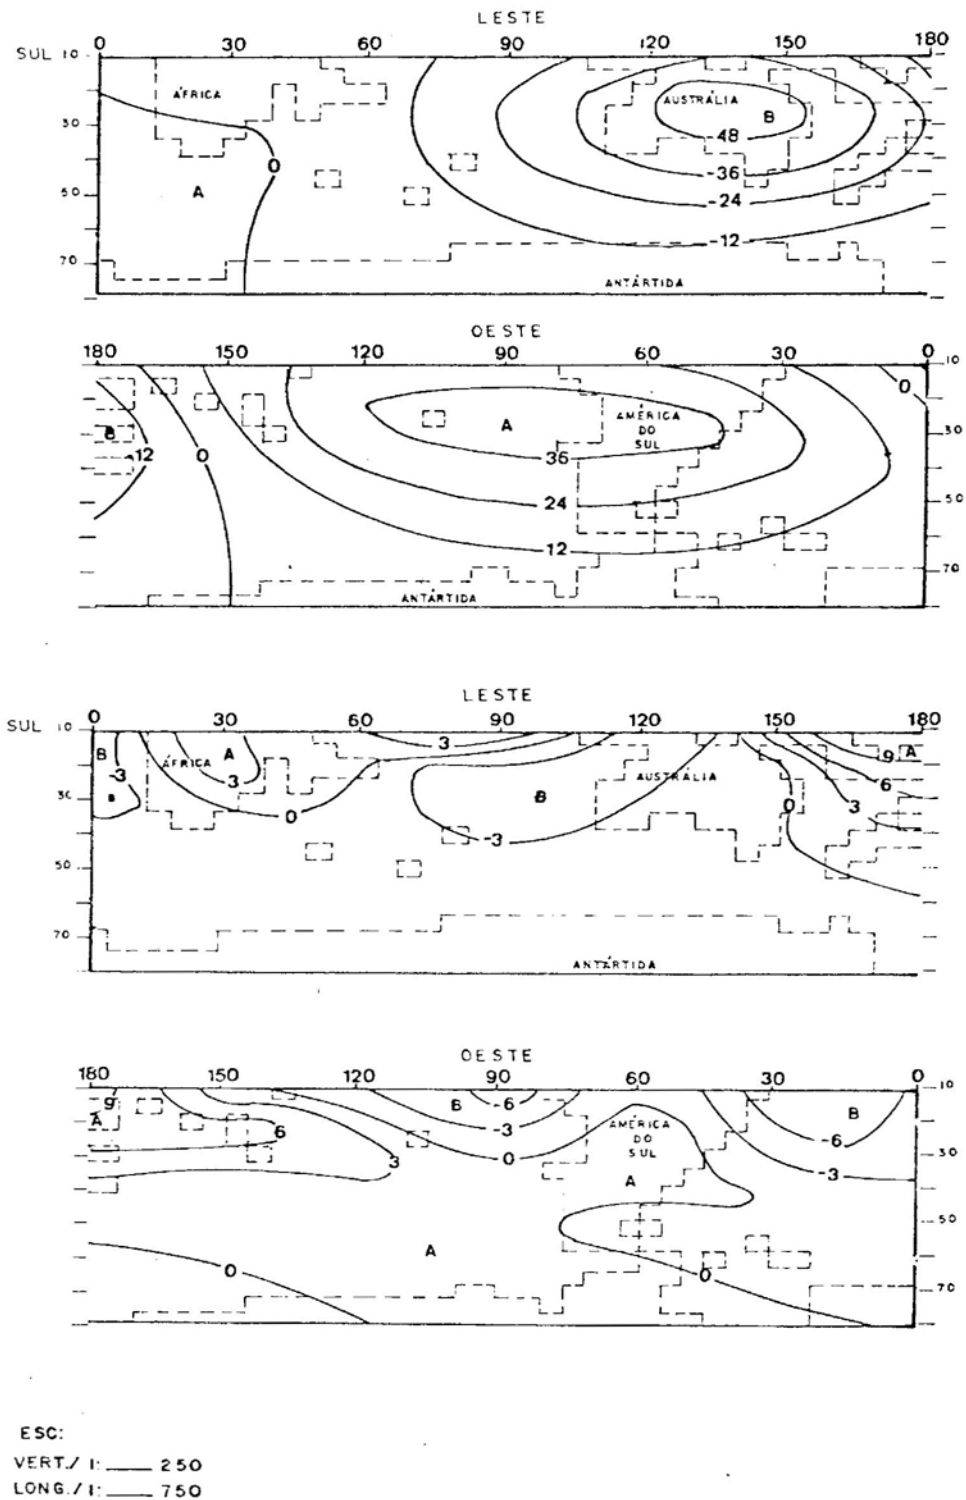 LESTE
SUL 10 0 30 60 90 120 150 180
ÁFRICA
AUSTRÁLIA
B
30
-48
0
-36
50
A
-24
-12
70
ANTÁRTIDA
OESTE
180 150 120 90 60 30 10 0
0
A
AMÉRICA
DO
SUL
B
30
12
0
36
24
50
12
70
ANTÁRTIDA
LESTE
SUL 10 0 30 60 90 120 150 180
B
A
3
9
A
-3
ÁFRICA
3
AUSTRÁLIA
6
30
B
0
0
3
-3
50
70
ANTÁRTIDA
OESTE
180 150 120 90 60 30 0 10
9
B
-6
B
A
6
-3
AMÉRICA
DO
SUL
-6
3
0
30
-3
A
50
A
0
0
70
ESC:
VERT./ 1: ____ 250
LONG./ 1: ____ 750